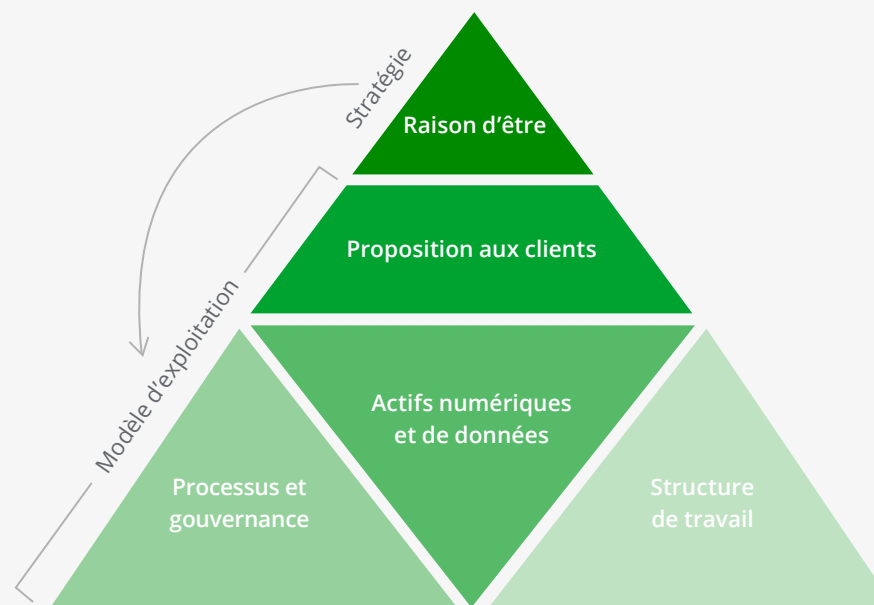 Stratégie
Raison d’être
Proposition aux clients
Modèle d’exploitation
Actifs numériques
et de données
Processus et
gouvernance
Structure
de travail